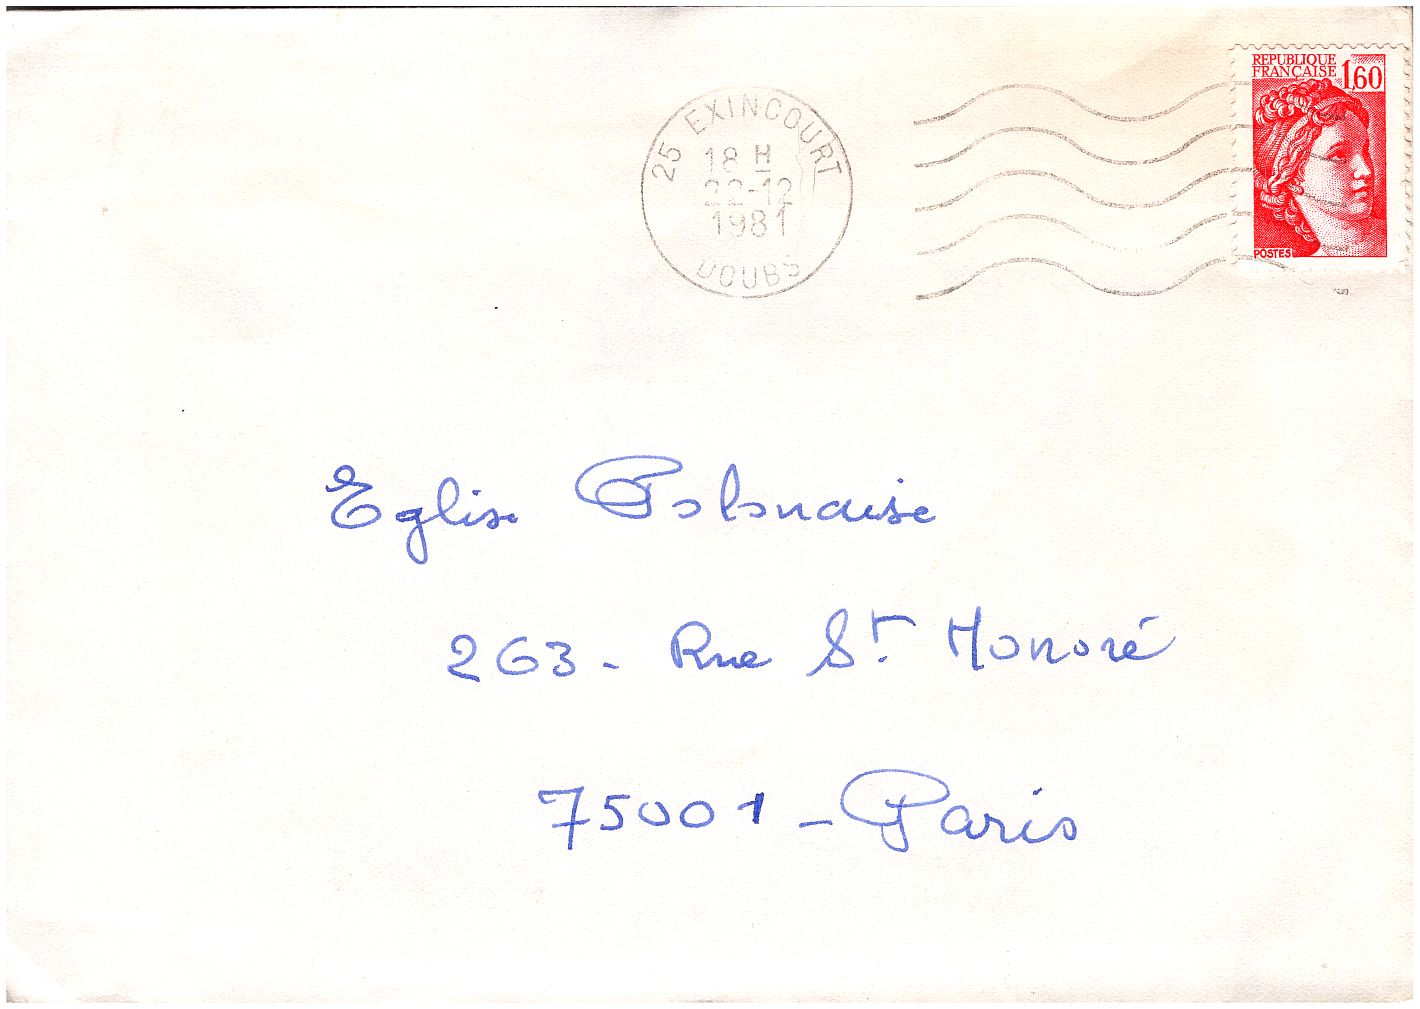 25 EXINCOURT
18 H
22-12
1981
DOUBS
REPUBLIQUE
FRANÇAISE
1,60
POSTES
Eglise Polonaise
263 - Rue St. Honoré
75001 - Paris